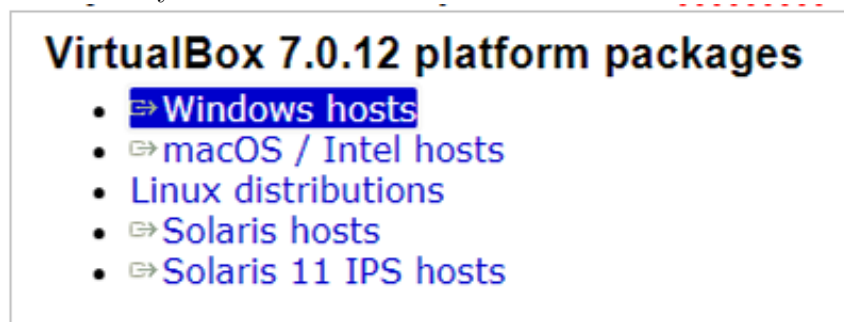 VirtualBox 7.0.12 platform packages
Windows hosts
macOS / Intel hosts
Linux distributions
Solaris hosts
Solaris 11 IPS hosts